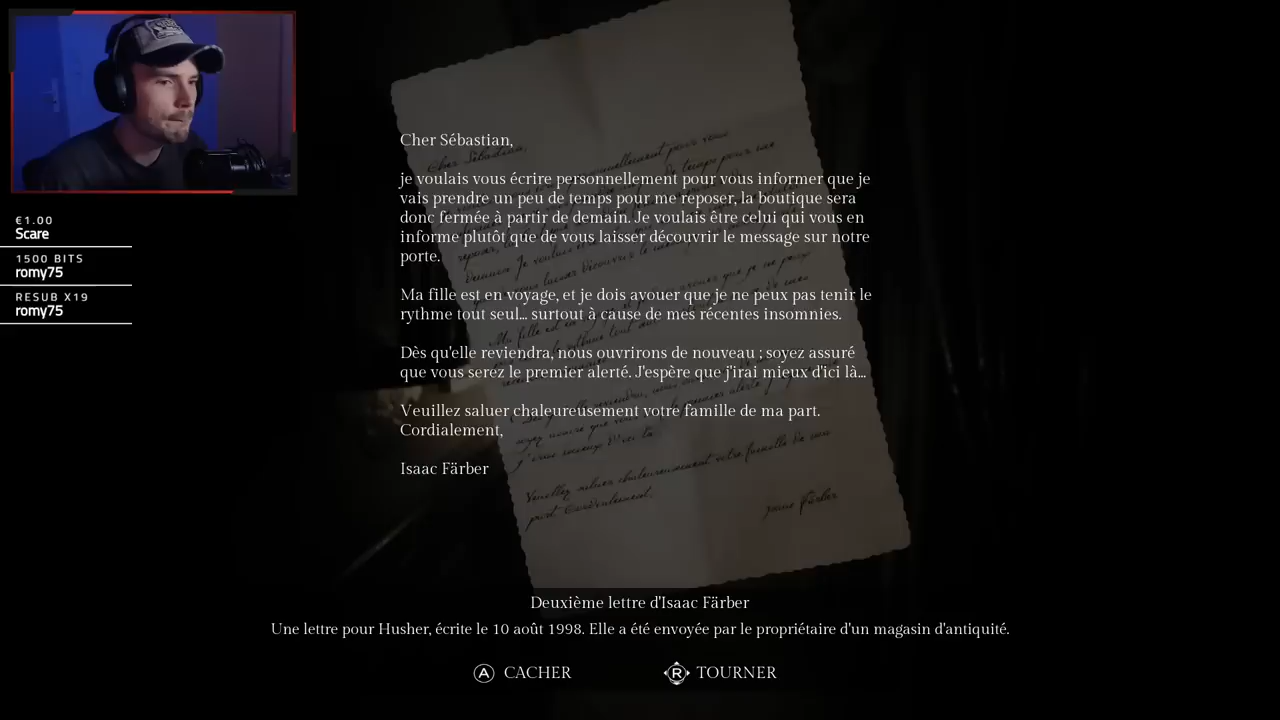 €1.00
Scare
1500 BITS
romy75
RESUB X19
romy75
Cher Sébastian,
je voulais vous écrire personnellement pour vous informer que je
vais prendre un peu de temps pour me reposer, la boutique sera
donc fermée à partir de demain. Je voulais être celui qui vous en
informe plutôt que de vous laisser découvrir le message sur notre
porte.
Ma fille est en voyage, et je dois avouer que je ne peux pas tenir le
rythme tout seul... surtout à cause de mes récentes insomnies.
Dès qu'elle reviendra, nous ouvrirons de nouveau ; soyez assuré
que vous serez le premier alerté. J'espère que j'irai mieux d'ici là...
Veuillez saluer chaleureusement votre famille de ma part.
Cordialement,
Isaac Färber
Deuxième lettre d'Isaac Färber
Une lettre pour Husher, écrite le 10 août 1998. Elle a été envoyée par le propriétaire d'un magasin d'antiquité.
A CACHER
R TOURNER